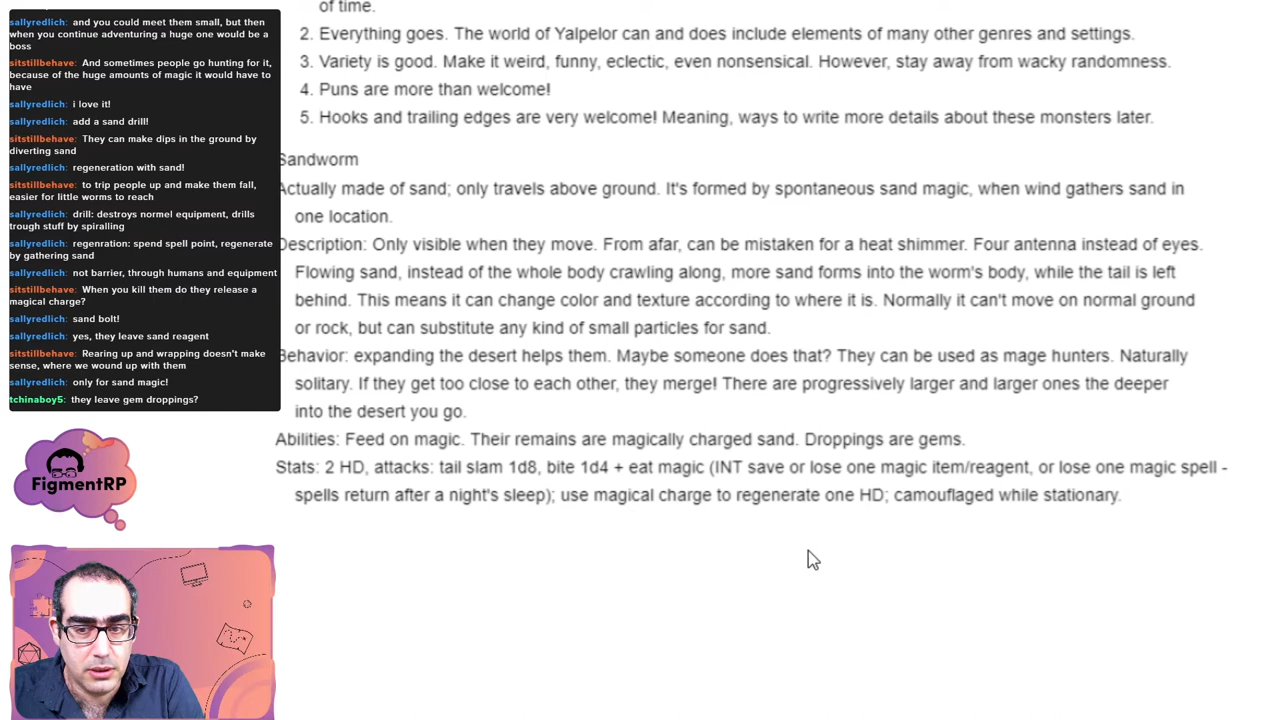 sallyredlich: and you could meet them small, but then
when you continue adventuring a huge one would be a
boss
sitstillbehave: And sometimes people go hunting for it,
because of the huge amounts of magic it would have to
have
sallyredlich: i love it!
sallyredlich: add a sand drill!
sitstillbehave: They can make dips in the ground by
diverting sand
sallyredlich: regeneration with sand!
sitstillbehave: to trip people up and make them fall,
easier for little worms to reach
sallyredlich: drill: destroys normel equipment, drills
trough stuff by spiralling
sallyredlich: regenration: spend spell point, regenerate
by gathering sand
sallyredlich: not barrier, through humans and equipment
sitstillbehave: When you kill them do they release a
magical charge?
sallyredlich: sand bolt!
sallyredlich: yes, they leave sand reagent
sitstillbehave: Rearing up and wrapping doesn't make
sense, where we wound up with them
sallyredlich: only for sand magic!
tchinaboy5: they leave gem droppings?
FigmentRP
of time.
2. Everything goes. The world of Yalpelor can and does include elements of many other genres and settings.
3. Variety is good. Make it weird, funny, eclectic, even nonsensical. However, stay away from wacky randomness.
4. Puns are more than welcome!
5. Hooks and trailing edges are very welcome! Meaning, ways to write more details about these monsters later.
Sandworm
Actually made of sand; only travels above ground. It's formed by spontaneous sand magic, when wind gathers sand in
one location.
Description: Only visible when they move. From afar, can be mistaken for a heat shimmer. Four antenna instead of eyes.
Flowing sand, instead of the whole body crawling along, more sand forms into the worm's body, while the tail is left
behind. This means it can change color and texture according to where it is. Normally it can't move on normal ground
or rock, but can substitute any kind of small particles for sand.
Behavior: expanding the desert helps them. Maybe someone does that? They can be used as mage hunters. Naturally
solitary. If they get too close to each other, they merge! There are progressively larger and larger ones the deeper
into the desert you go.
Abilities: Feed on magic. Their remains are magically charged sand. Droppings are gems.
Stats: 2 HD, attacks: tail slam 1d8, bite 1d4 + eat magic (INT save or lose one magic item/reagent, or lose one magic spell -
spells return after a night's sleep); use magical charge to regenerate one HD; camouflaged while stationary.